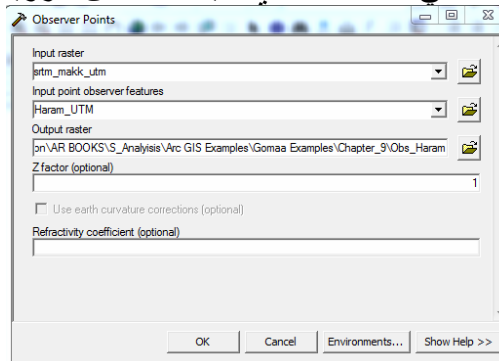 Observer Points
Input raster
srtm_makk_utm
Input point observer features
Haram_UTM
Output raster
on\AR BOOKS\S_Analyisis\Arc GIS Examples\Gomaa Examples\Chapter_9\Obs_Haram
Z factor (optional)
1
Use earth curvature corrections (optional)
Refractivity coefficient (optional)
OK Cancel Environments... Show Help >>